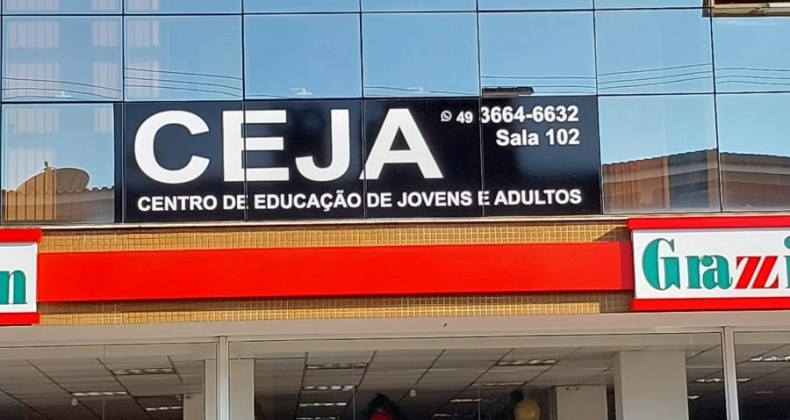 CEJA
49 3664-6632
Sala 102
CENTRO DE EDUCAÇÃO DE JOVENS E ADULTOS